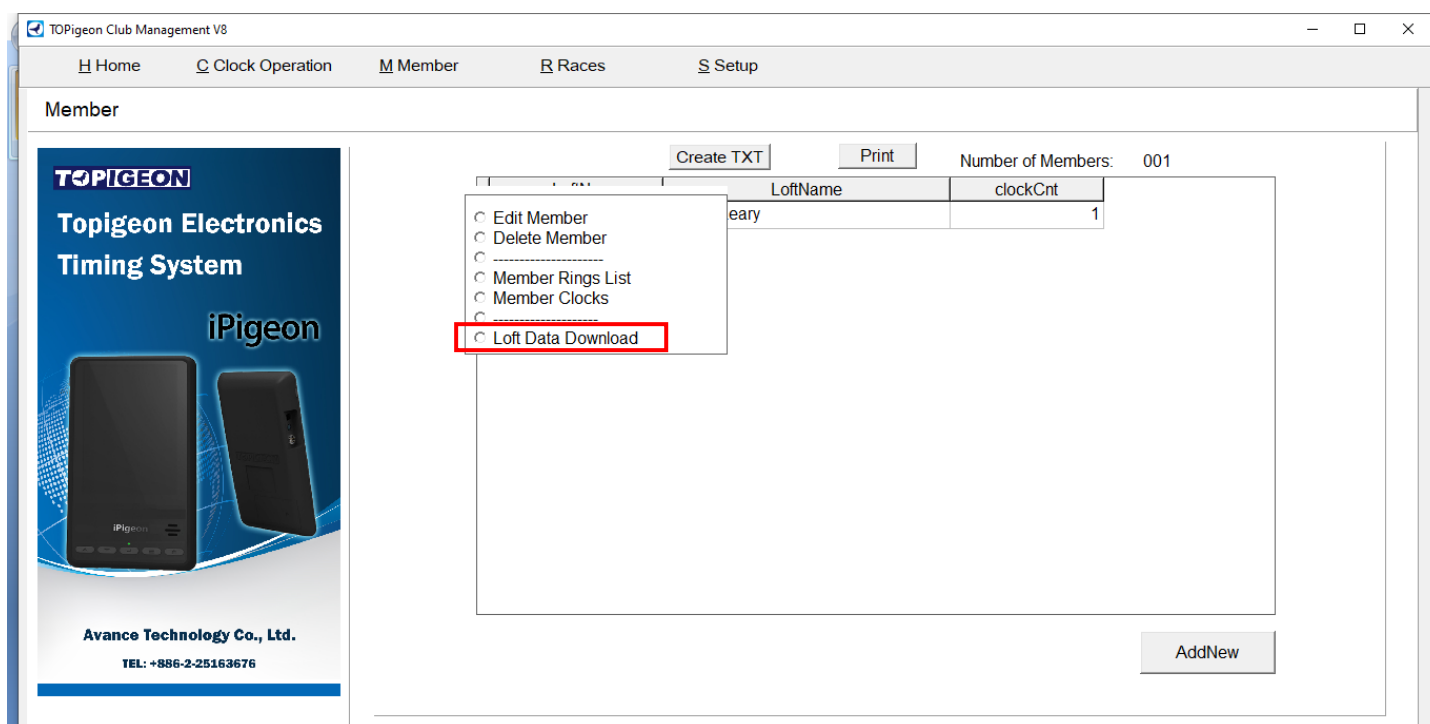 TOPigeon Club Management V8
H Home C Clock Operation M Member R Races S Setup
Member
TOPIGEON
Topigeon Electronics
Timing System
iPigeon
iPigeon
Avance Technology Co., Ltd.
TEL: +886-2-25163676
Create TXT Print Number of Members: 001
LoftName clockCnt
eary 1
Edit Member
Delete Member
---------------------
Member Rings List
Member Clocks
--------------------
Loft Data Download
AddNew